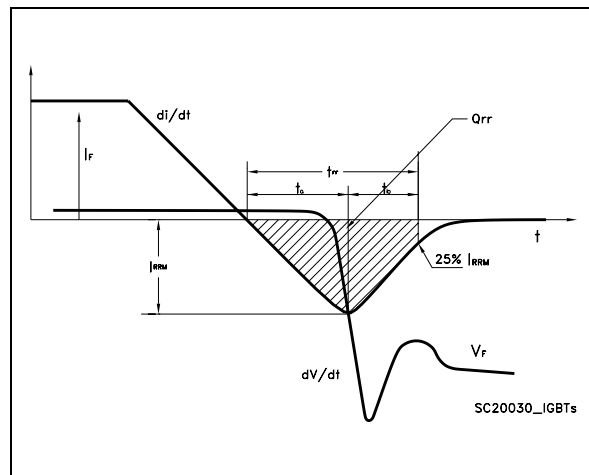 di/dt
Qrr
IF
trr
ta
tb
t
IRRM
25% IRRM
VF
dV/dt
SC20030_IGBTs